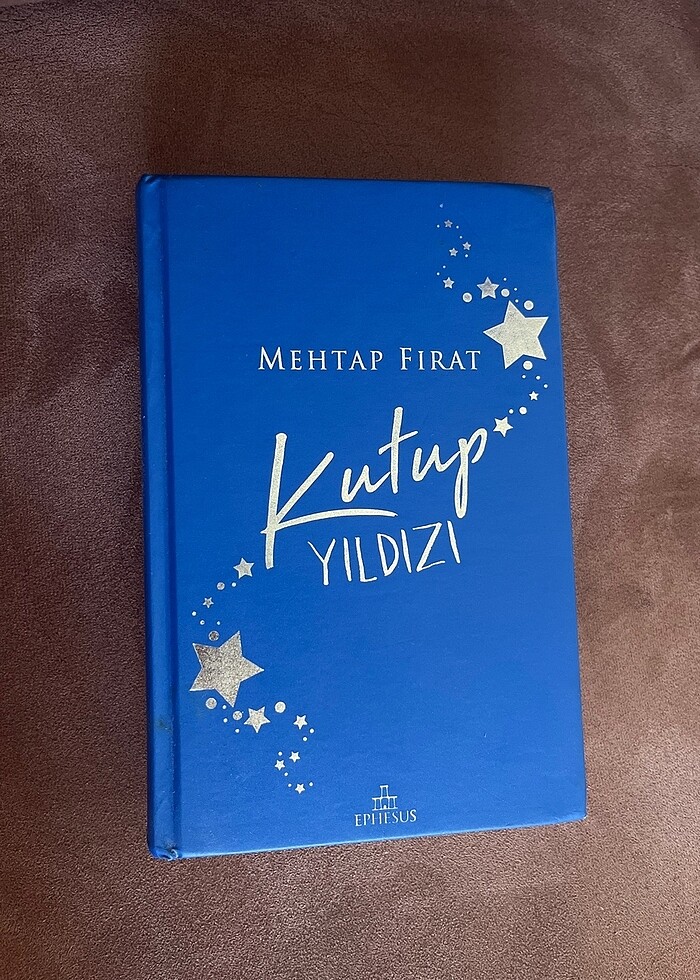 MEHTAP FIRAT
Kutup
YILDIZI
EPHESUS